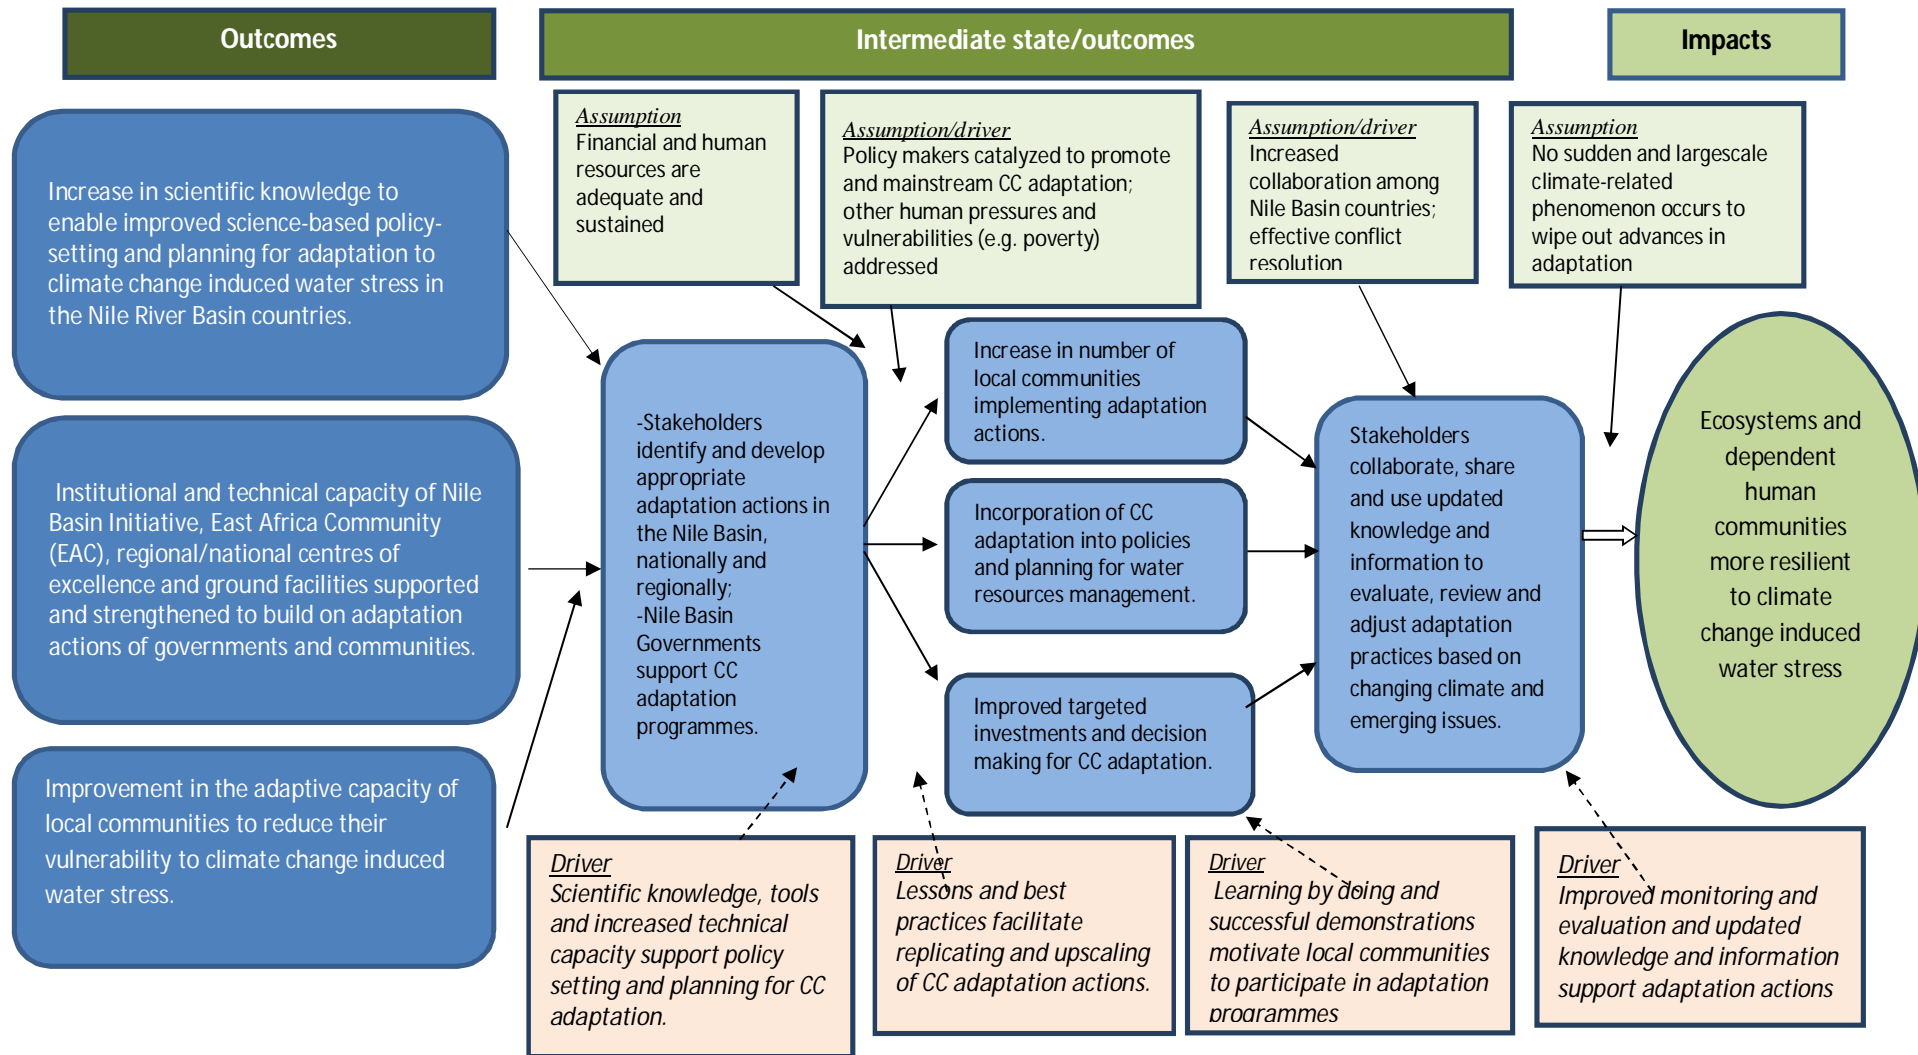 Outcomes
Intermediate state/outcomes
Impacts
Increase in scientific knowledge to
enable improved science-based policy-
setting and planning for adaptation to
climate change induced water stress in
the Nile River Basin countries.
Institutional and technical capacity of Nile
Basin Initiative, East Africa Community
(EAC), regional/national centres of
excellence and ground facilities supported
and strengthened to build on adaptation
actions of governments and communities.
Improvement in the adaptive capacity of
local communities to reduce their
vulnerability to climate change induced
water stress.
Assumption
Financial and human
resources are
adequate and
sustained
Assumption/driver
Policy makers catalyzed to promote
and mainstream CC adaptation;
other human pressures and
vulnerabilities (e.g. poverty)
addressed
Assumption/driver
Increased
collaboration among
Nile Basin countries;
effective conflict
resolution
Assumption
No sudden and largescale
climate-related
phenomenon occurs to
wipe out advances in
adaptation
-Stakeholders
identify and develop
appropriate
adaptation actions in
the Nile Basin,
nationally and
regionally;
-Nile Basin
Governments
support CC
adaptation
programmes.
Increase in number of
local communities
implementing adaptation
actions.
Incorporation of CC
adaptation into policies
and planning for water
resources management.
Improved targeted
investments and decision
making for CC adaptation.
Stakeholders
collaborate, share
and use updated
knowledge and
information to
evaluate, review and
adjust adaptation
practices based on
changing climate and
emerging issues.
Ecosystems and
dependent
human
communities
more resilient
to climate
change induced
water stress
Driver
Scientific knowledge, tools
and increased technical
capacity support policy
setting and planning for CC
adaptation.
Driver
Lessons and best
practices facilitate
replicating and upscaling
of CC adaptation actions.
Driver
Learning by doing and
successful demonstrations
motivate local communities
to participate in adaptation
programmes
Driver
Improved monitoring and
evaluation and updated
knowledge and information
support adaptation actions